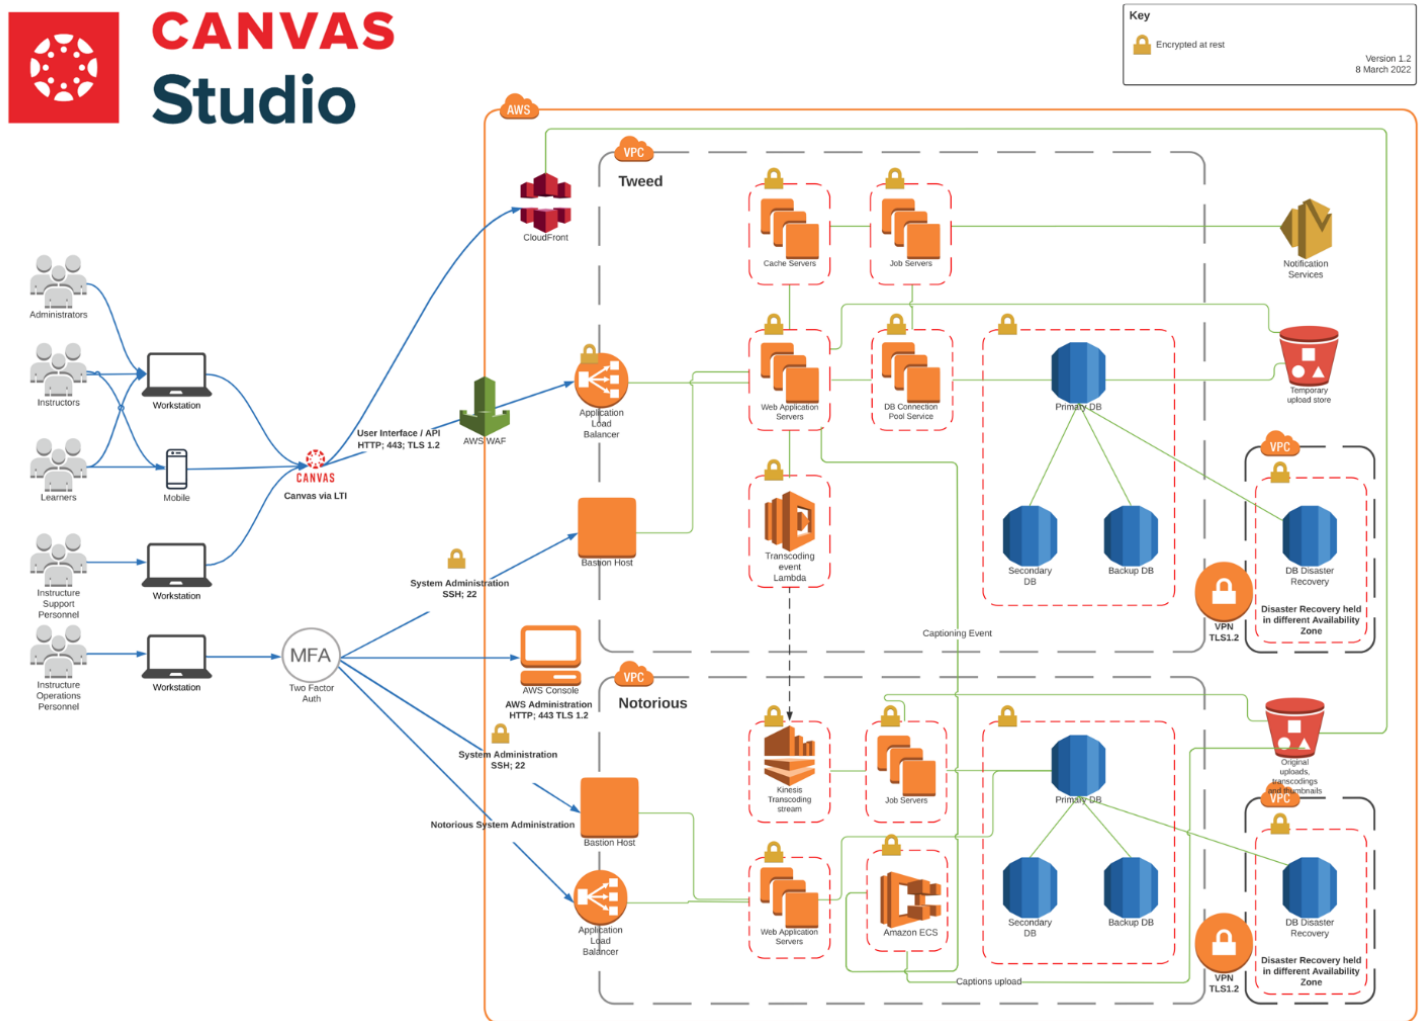 CANVAS
Studio
Key
Encrypted at rest
Version 1.2
8 March 2022
AWS
VPC
Tweed
CloudFront
Cache Servers
Job Servers
Notification
Services
Administrators
Instructors
Learners
Instructure
Support
Personnel
Instructure
Operations
Personnel
Workstation
Mobile
Workstation
Workstation
CANVAS
Canvas via LTI
User Interface / API
HTTP; 443; TLS 1.2
AWS WAF
Application
Load
Balancer
Web Application
Servers
DB Connection
Pool Service
Primary DB
Temporary
upload store
System Administration
SSH; 22
Bastion Host
Transcoding
event
Lambda
Secondary
DB
Backup DB
VPC
DB Disaster
Recovery
Disaster Recovery held
in different Availability
Zone
VPN
TLS1.2
Captioning Event
MFA
Two Factor
Auth
AWS Console
AWS Administration
HTTP; 443 TLS 1.2
System Administration
SSH; 22
Notorious System Administration
VPC
Notorious
Kinesis
Transcoding
stream
Job Servers
Primary DB
Original
uploads,
transcodings
and thumbnails
Bastion Host
Application
Load
Balancer
Web Application
Servers
Amazon ECS
Secondary
DB
Backup DB
VPC
DB Disaster
Recovery
Disaster Recovery held
in different Availability
Zone
VPN
TLS1.2
Captions upload